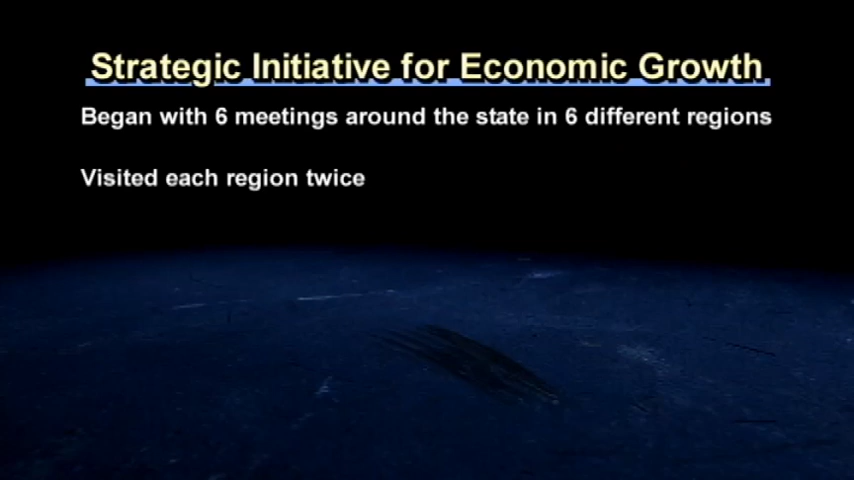 Strategic Initiative for Economic Growth
Began with 6 meetings around the state in 6 different regions
Visited each region twice